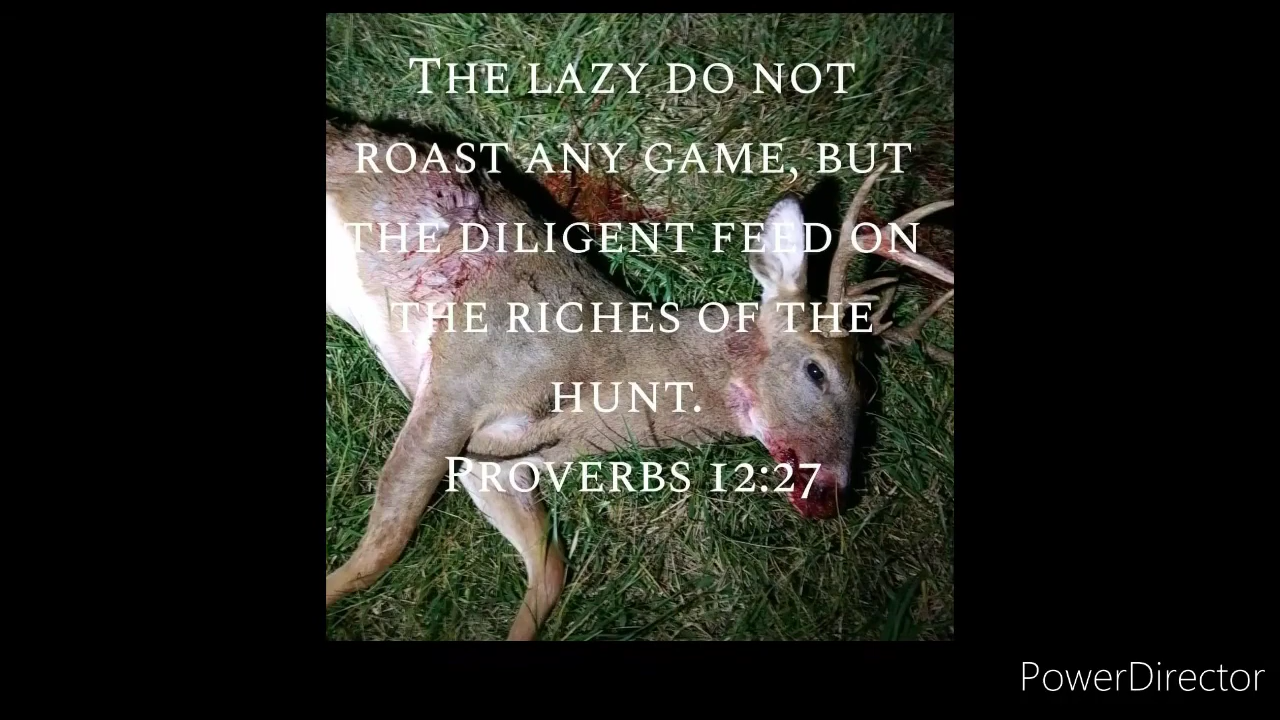 The lazy do not
roast any game, but
the diligent feed on
the riches of the
hunt.
Proverbs 12:27
PowerDirector